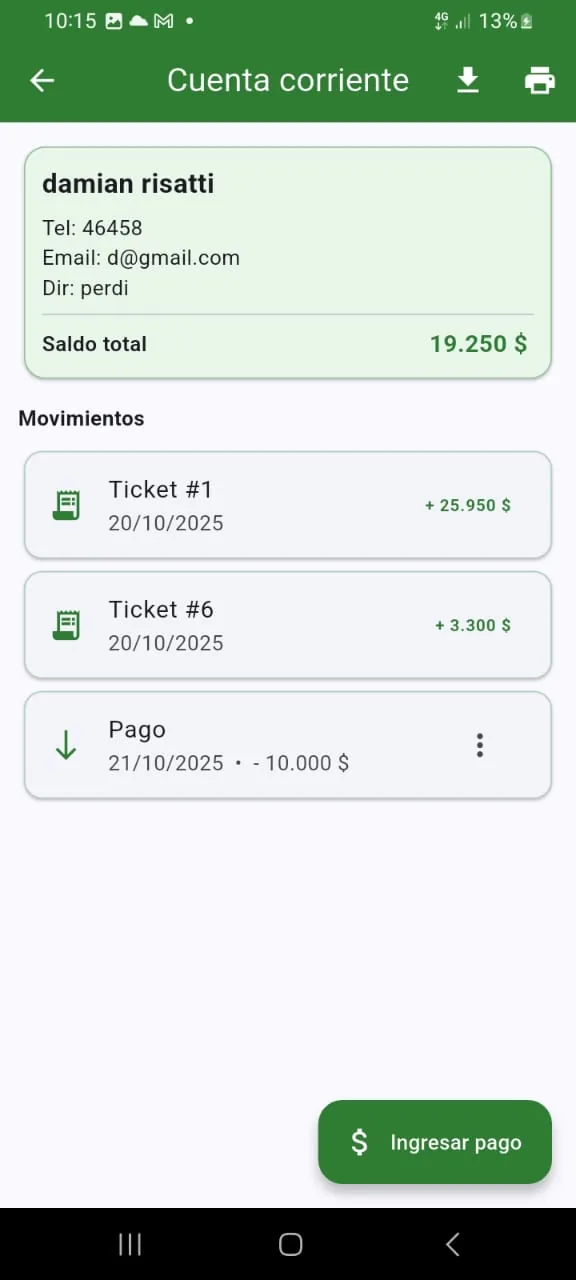 10:15
4G 13%
Cuenta corriente
damian risatti
Tel: 46458
Email: d@gmail.com
Dir: perdi
Saldo total 19.250 $
Movimientos
Ticket #1
20/10/2025
+ 25.950 $
Ticket #6
20/10/2025
+ 3.300 $
Pago
21/10/2025 • - 10.000 $
$ Ingresar pago